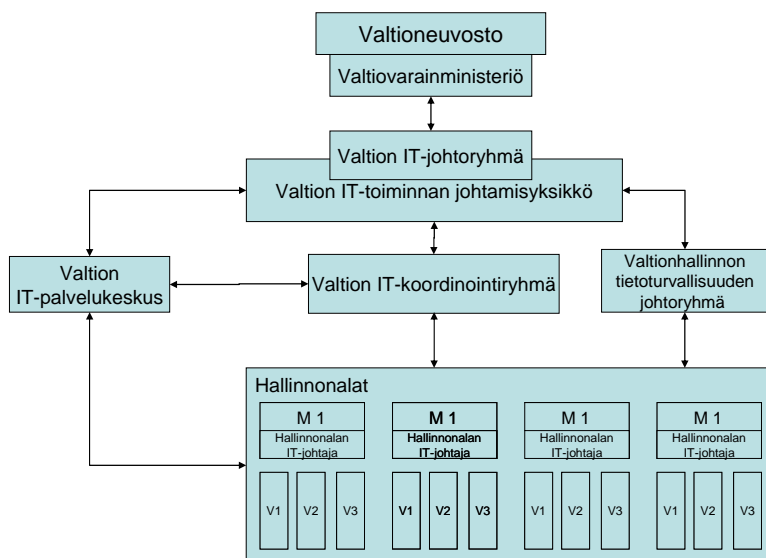 Valtioneuvosto
Valtiovarainministeriö
Valtion IT-johtoryhmä
Valtion IT-toiminnan johtamisyksikkö
Valtion
IT-palvelukeskus
Valtion IT-koordinointiryhmä
Valtionhallinnon
tietoturvallisuuden
johtoryhmä
Hallinnonalat
M 1
Hallinnonalan
IT-johtaja
V1 V2 V3
M 1
Hallinnonalan
IT-johtaja
V1 V2 V3
M 1
Hallinnonalan
IT-johtaja
V1 V2 V3
M 1
Hallinnonalan
IT-johtaja
V1 V2 V3